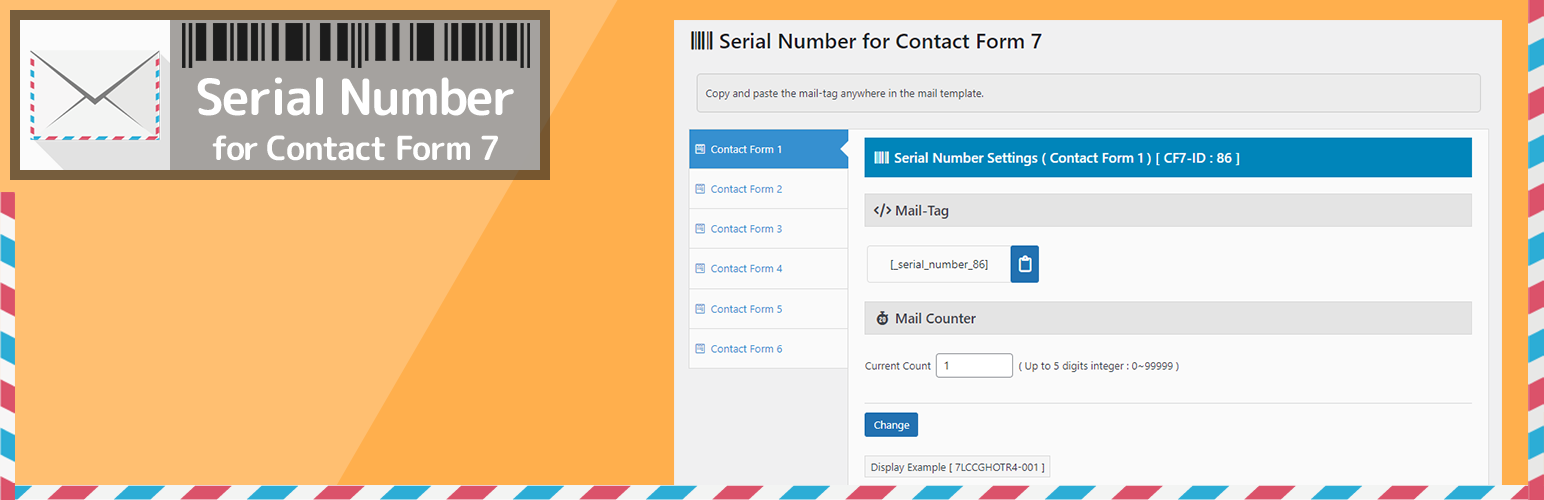 Serial Number
for Contact Form 7
Serial Number for Contact Form 7
Copy and paste the mail-tag anywhere in the mail template.
Contact Form 1
Contact Form 2
Contact Form 3
Contact Form 4
Contact Form 5
Contact Form 6
Serial Number Settings ( Contact Form 1 ) [ CF7-ID : 86 ]
</> Mail-Tag
[_serial_number_86]
Mail Counter
Current Count 1 ( Up to 5 digits integer : 0~99999 )
Change
Display Example [ 7LCCGHOTR4-001 ]